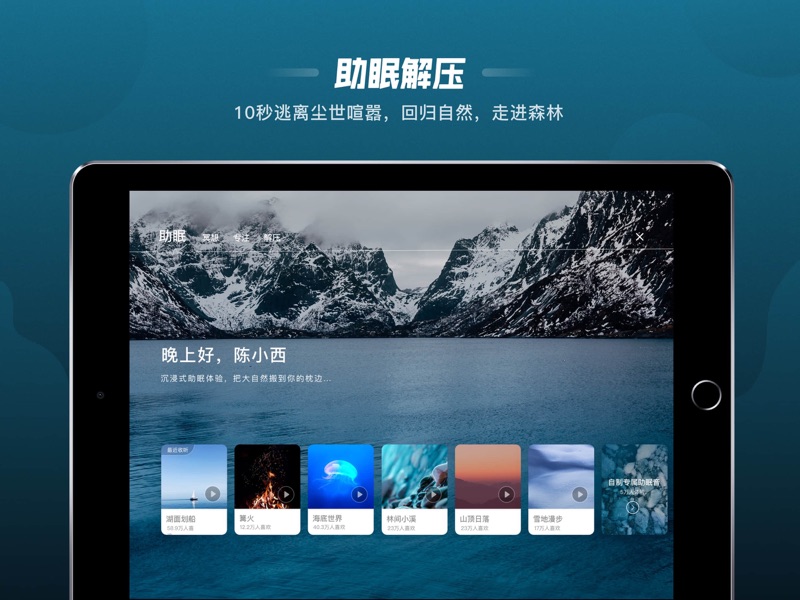 助眠解压
10秒逃离尘世喧嚣，回归自然，走进森林
助眠 冥想 专注 解压
晚上好，陈小西
沉浸式助眠体验，把大自然搬到你的枕边...
最近收听
湖面划船
58.9万人喜
篝火
12.2万人喜欢
海底世界
40.3万人喜欢
林间小溪
23万人喜欢
山顶日落
23万人喜欢
雪地漫步
17万人喜欢
自制专属助眠音